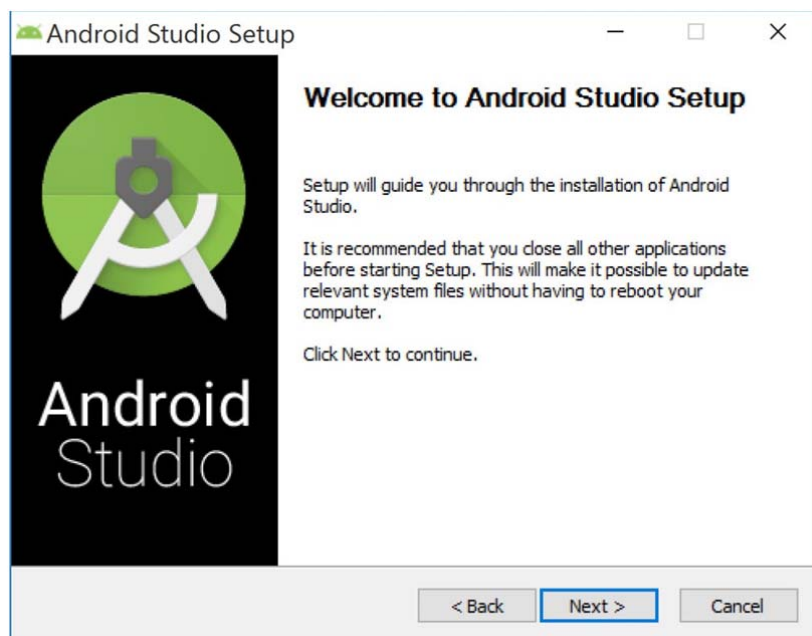 Android Studio Setup
Welcome to Android Studio Setup
Setup will guide you through the installation of Android
Studio.
It is recommended that you close all other applications
before starting Setup. This will make it possible to update
relevant system files without having to reboot your
computer.
Click Next to continue.
Android
Studio
< Back
Next >
Cancel